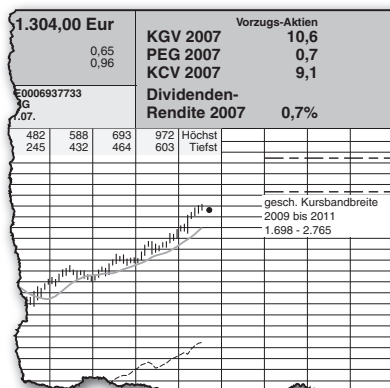 1.304,00 Eur
0,65
0,96
E0006937733
.07.
Vorzugs-Aktien
KGV 2007 10,6
PEG 2007 0,7
KCV 2007 9,1
Dividenden-
Rendite 2007 0,7%
482 588 693 972 Höchst
245 432 464 603 Tiefst
gesch. Kursbandbreite
2009 bis 2011
1.698 - 2.765